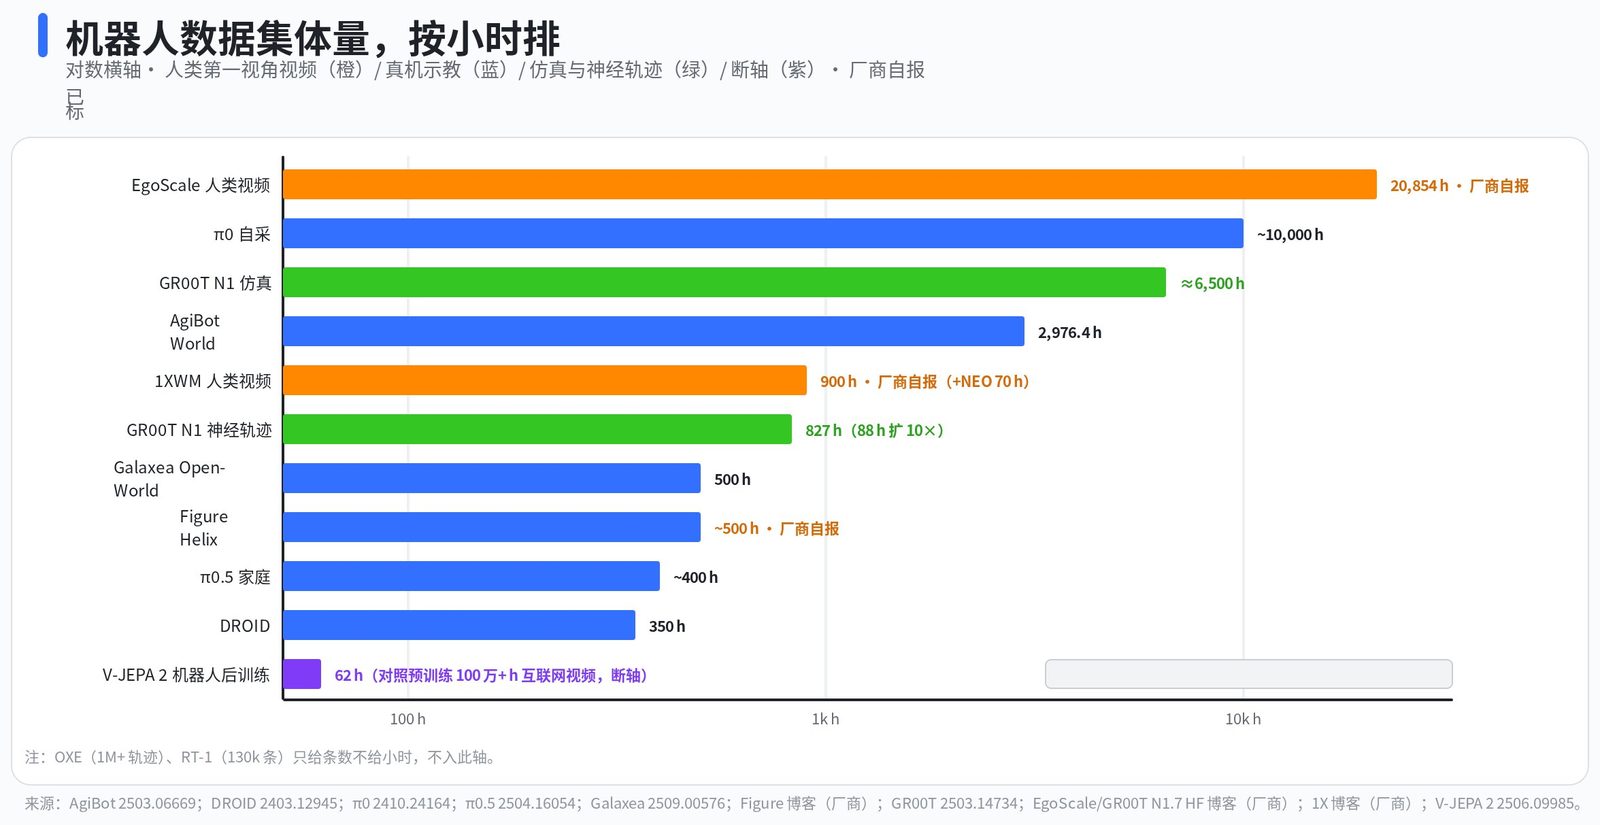 机器人数据集体量，按小时排
对数横轴 · 人类第一视角视频（橙）/ 真机示教（蓝）/ 仿真与神经轨迹（绿）/ 断轴（紫） · 厂商自报
已
标
EgoScale 人类视频
20,854 h · 厂商自报
π0 自采
~10,000 h
GR00T N1 仿真
≈6,500 h
AgiBot
World
2,976.4 h
1XWM 人类视频
900 h · 厂商自报（+NEO 70 h）
GR00T N1 神经轨迹
827 h（88 h 扩 10×）
Galaxea Open-
World
500 h
Figure
Helix
~500 h · 厂商自报
π0.5 家庭
~400 h
DROID
350 h
V-JEPA 2 机器人后训练
62 h（对照预训练 100 万+ h 互联网视频，断轴）
100 h
1k h
10k h
注：OXE（1M+ 轨迹）、RT-1（130k 条）只给条数不给小时，不入此轴。
来源：AgiBot 2503.06669；DROID 2403.12945；π0 2410.24164；π0.5 2504.16054；Galaxea 2509.00576；Figure 博客（厂商）；GR00T 2503.14734；EgoScale/GR00T N1.7 HF 博客（厂商）；1X 博客（厂商）；V-JEPA 2 2506.09985。